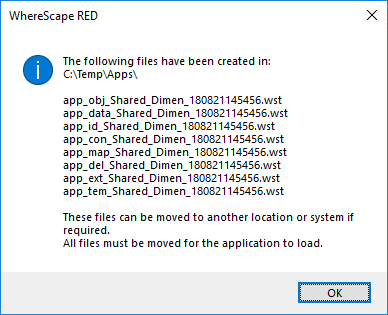 WhereScape RED
The following files have been created in:
C:\Temp\Apps\
app_obj_Shared_Dimen_180821145456.wst
app_data_Shared_Dimen_180821145456.wst
app_id_Shared_Dimen_180821145456.wst
app_con_Shared_Dimen_180821145456.wst
app_map_Shared_Dimen_180821145456.wst
app_del_Shared_Dimen_180821145456.wst
app_ext_Shared_Dimen_180821145456.wst
app_tem_Shared_Dimen_180821145456.wst
These files can be moved to another location or system if
required.
All files must be moved for the application to load.
OK